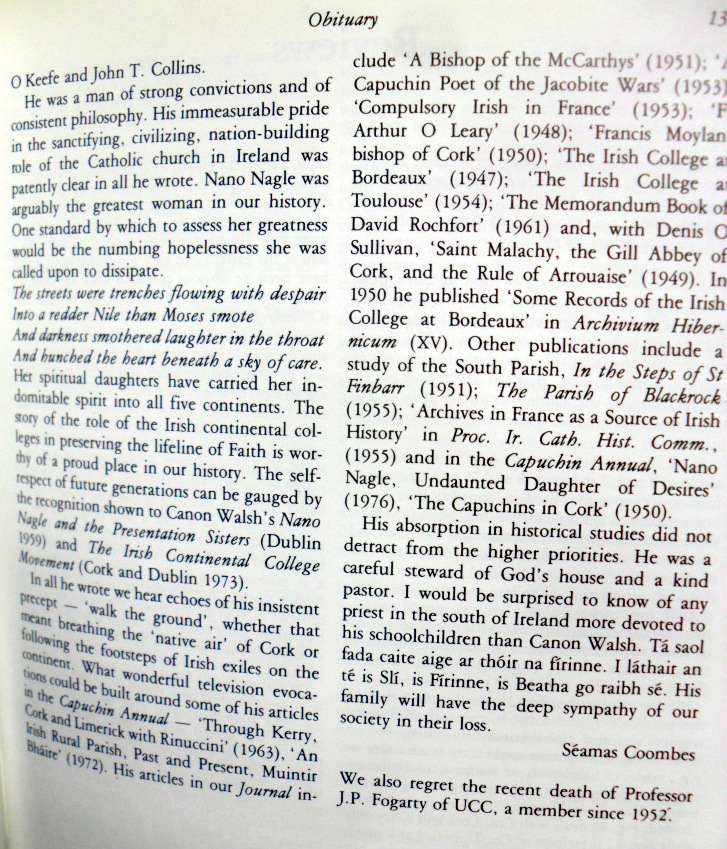 Obituary
13
O Keefe and John T. Collins.
He was a man of strong convictions and of
consistent philosophy. His immeasurable pride
in the sanctifying, civilizing, nation-building
role of the Catholic church in Ireland was
patently clear in all he wrote. Nano Nagle was
arguably the greatest woman in our history.
One standard by which to assess her greatness
would be the numbing hopelessness she was
called upon to dissipate.
The streets were trenches flowing with despair
Into a redder Nile than Moses smote
And darkness smothered laughter in the throat
And hunched the heart beneath a sky of care.
Her spiritual daughters have carried her in-
domitable spirit into all five continents. The
story of the role of the Irish continental col-
leges in preserving the lifeline of Faith is wor-
thy of a proud place in our history. The self-
respect of future generations can be gauged by
the recognition shown to Canon Walsh's Nano
Nagle and the Presentation Sisters (Dublin
1959) and The Irish Continental College
Movement (Cork and Dublin 1973).
In all he wrote we hear echoes of his insistent
precept — 'walk the ground', whether that
meant breathing the 'native air' of Cork or
following the footsteps of Irish exiles on the
continent. What wonderful television evoca-
tions could be built around some of his articles
in the Capuchin Annual — 'Through Kerry,
Cork and Limerick with Rinuccini' (1963), 'An
Irish Rural Parish, Past and Present, Muintir
Bháire' (1972). His articles in our Journal in-
clude 'A Bishop of the McCarthys' (1951); 'A
Capuchin Poet of the Jacobite Wars' (1953)
'Compulsory Irish in France' (1953); 'F
Arthur O Leary' (1948); 'Francis Moylan
bishop of Cork' (1950); 'The Irish College a
Bordeaux' (1947); 'The Irish College a
Toulouse' (1954); 'The Memorandum Book of
David Rochfort' (1961) and, with Denis O
Sullivan, 'Saint Malachy, the Gill Abbey of
Cork, and the Rule of Arrouaise' (1949). In
1950 he published 'Some Records of the Irish
College at Bordeaux' in Archivium Hiber-
nicum (XV). Other publications include a
study of the South Parish, In the Steps of St
Finbarr (1951); The Parish of Blackrock
(1955); 'Archives in France as a Source of Irish
History' in Proc. Ir. Cath. Hist. Comm.,
(1955) and in the Capuchin Annual, 'Nano
Nagle, Undaunted Daughter of Desires'
(1976), 'The Capuchins in Cork' (1950).
His absorption in historical studies did not
detract from the higher priorities. He was a
careful steward of God's house and a kind
pastor. I would be surprised to know of any
priest in the south of Ireland more devoted to
his schoolchildren than Canon Walsh. Tá saol
fada caite aige ar thóir na fírinne. I láthair an
té is Slí, is Fírinne, is Beatha go raibh sé. His
family will have the deep sympathy of our
society in their loss.
Séamas Coombes
We also regret the recent death of Professor
J.P. Fogarty of UCC, a member since 1952.